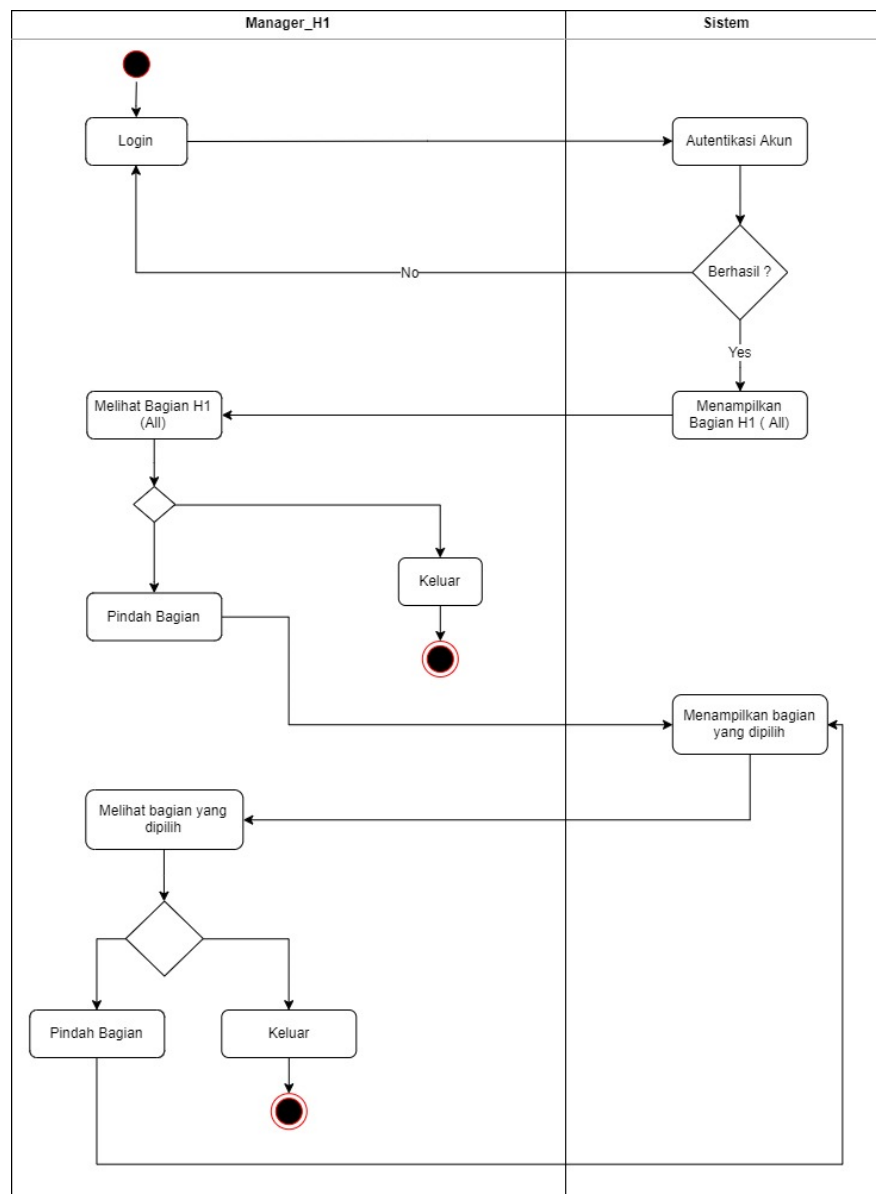 Manager_H1
Sistem
Login
Autentikasi Akun
Berhasil ?
No
Yes
Melihat Bagian H1
(All)
Menampilkan
Bagian H1 ( All)
Keluar
Pindah Bagian
Menampilkan bagian
yang dipilih
Melihat bagian yang
dipilih
Pindah Bagian
Keluar